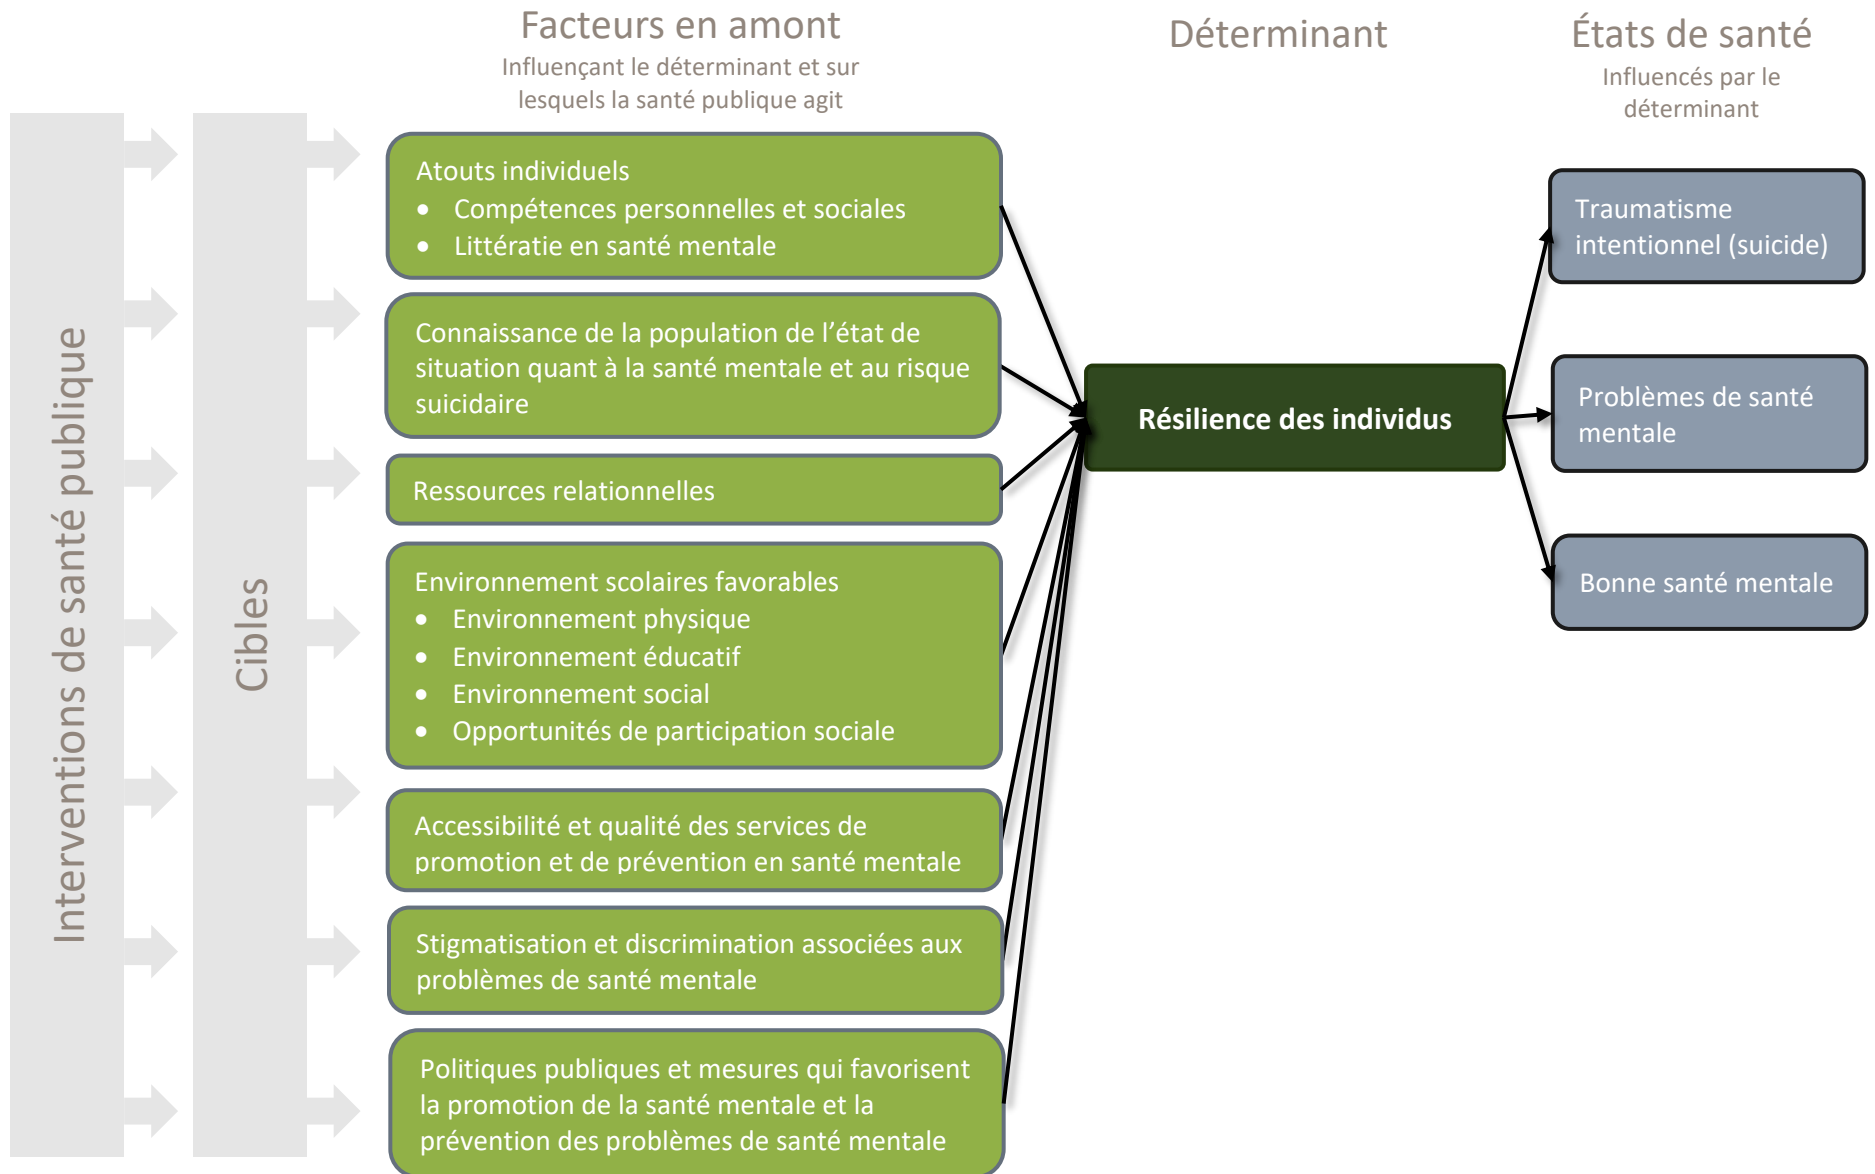 Facteurs en amont
Influençant le déterminant et sur
lesquels la santé publique agit
Déterminant
États de santé
Influencés par le
déterminant
Interventions de santé publique
Cibles
Atouts individuels
• Compétences personnelles et sociales
• Littératie en santé mentale
Connaissance de la population de l’état de
situation quant à la santé mentale et au risque
suicidaire
Ressources relationnelles
Environnement scolaires favorables
• Environnement physique
• Environnement éducatif
• Environnement social
• Opportunités de participation sociale
Accessibilité et qualité des services de
promotion et de prévention en santé mentale
Stigmatisation et discrimination associées aux
problèmes de santé mentale
Politiques publiques et mesures qui favorisent
la promotion de la santé mentale et la
prévention des problèmes de santé mentale
Résilience des individus
Traumatisme
intentionnel (suicide)
Problèmes de santé
mentale
Bonne santé mentale